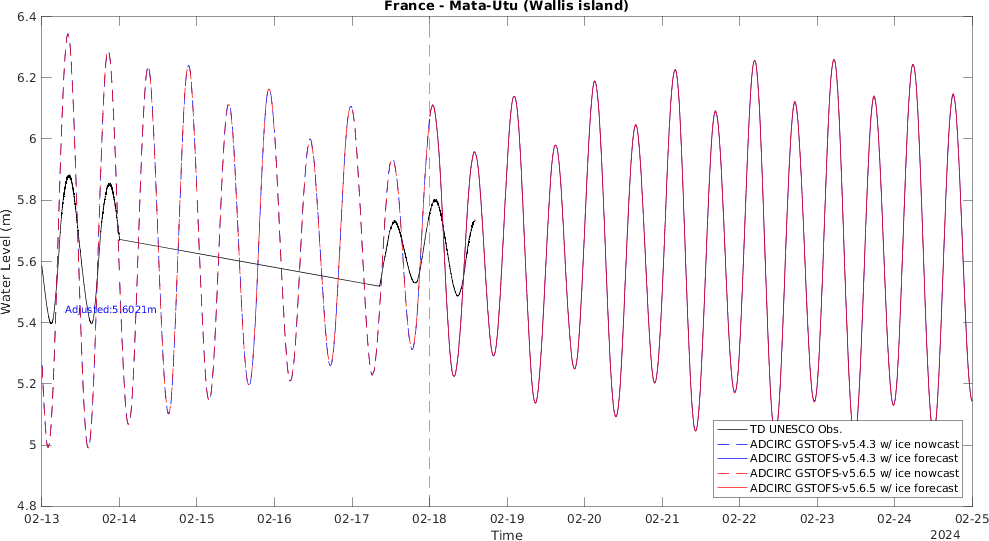 France - Mata-Utu (Wallis island)
6.4
6.2
6
5.8
5.6
5.4
5.2
5
4.8
Water Level (m)
Adjusted:5.6021m
TD UNESCO Obs.
ADCIRC GSTOFS-v5.4.3 w/ ice nowcast
ADCIRC GSTOFS-v5.4.3 w/ ice forecast
ADCIRC GSTOFS-v5.6.5 w/ ice nowcast
ADCIRC GSTOFS-v5.6.5 w/ ice forecast
02-13 02-14 02-15 02-16 02-17 02-18 02-19 02-20 02-21 02-22 02-23 02-24 02-25
Time
2024